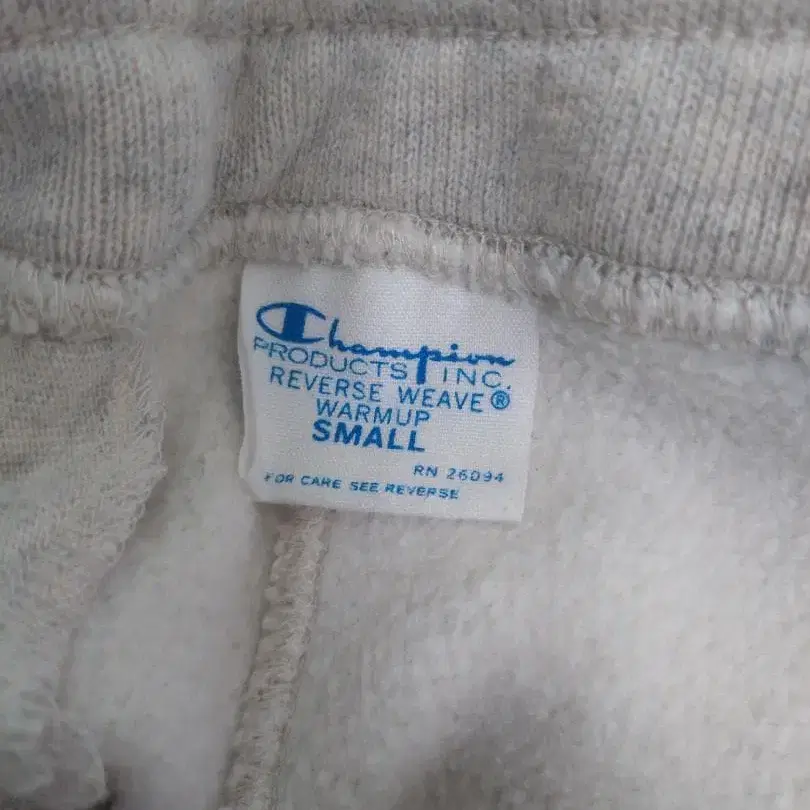 Champion
PRODUCTS INC.
REVERSE WEAVE®
WARMUP
SMALL
RN 26094
FOR CARE SEE REVERSE